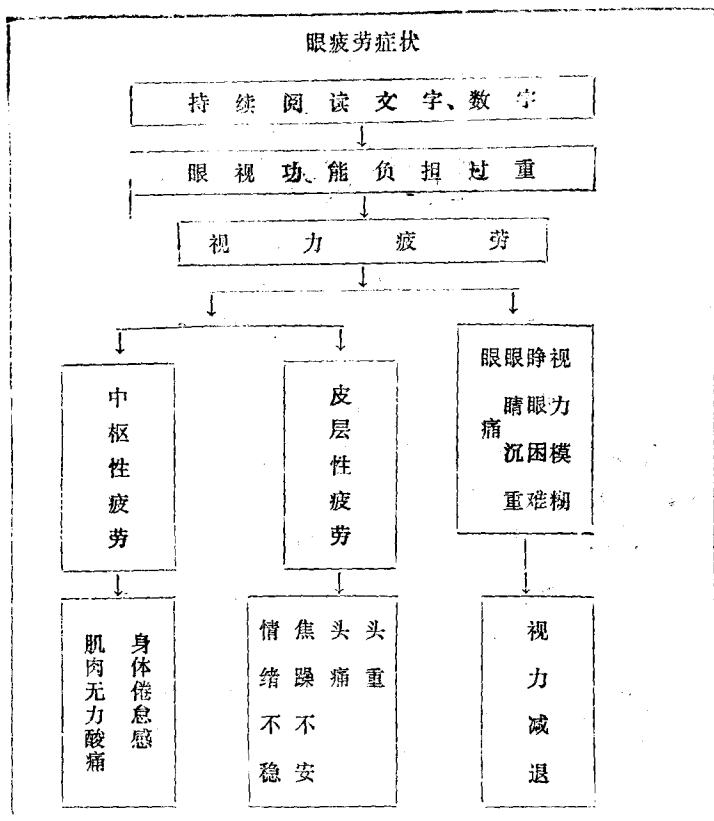 眼疲劳症状
持续阅读文字、数字
眼视功能负担过重
视力疲劳
中枢性疲劳
皮层性疲劳
视力模糊
睁眼困难
眼睛沉重
眼痛
身体倦怠感
肌肉无力酸痛
头重
头痛
焦躁不安
情绪不稳
视力减退